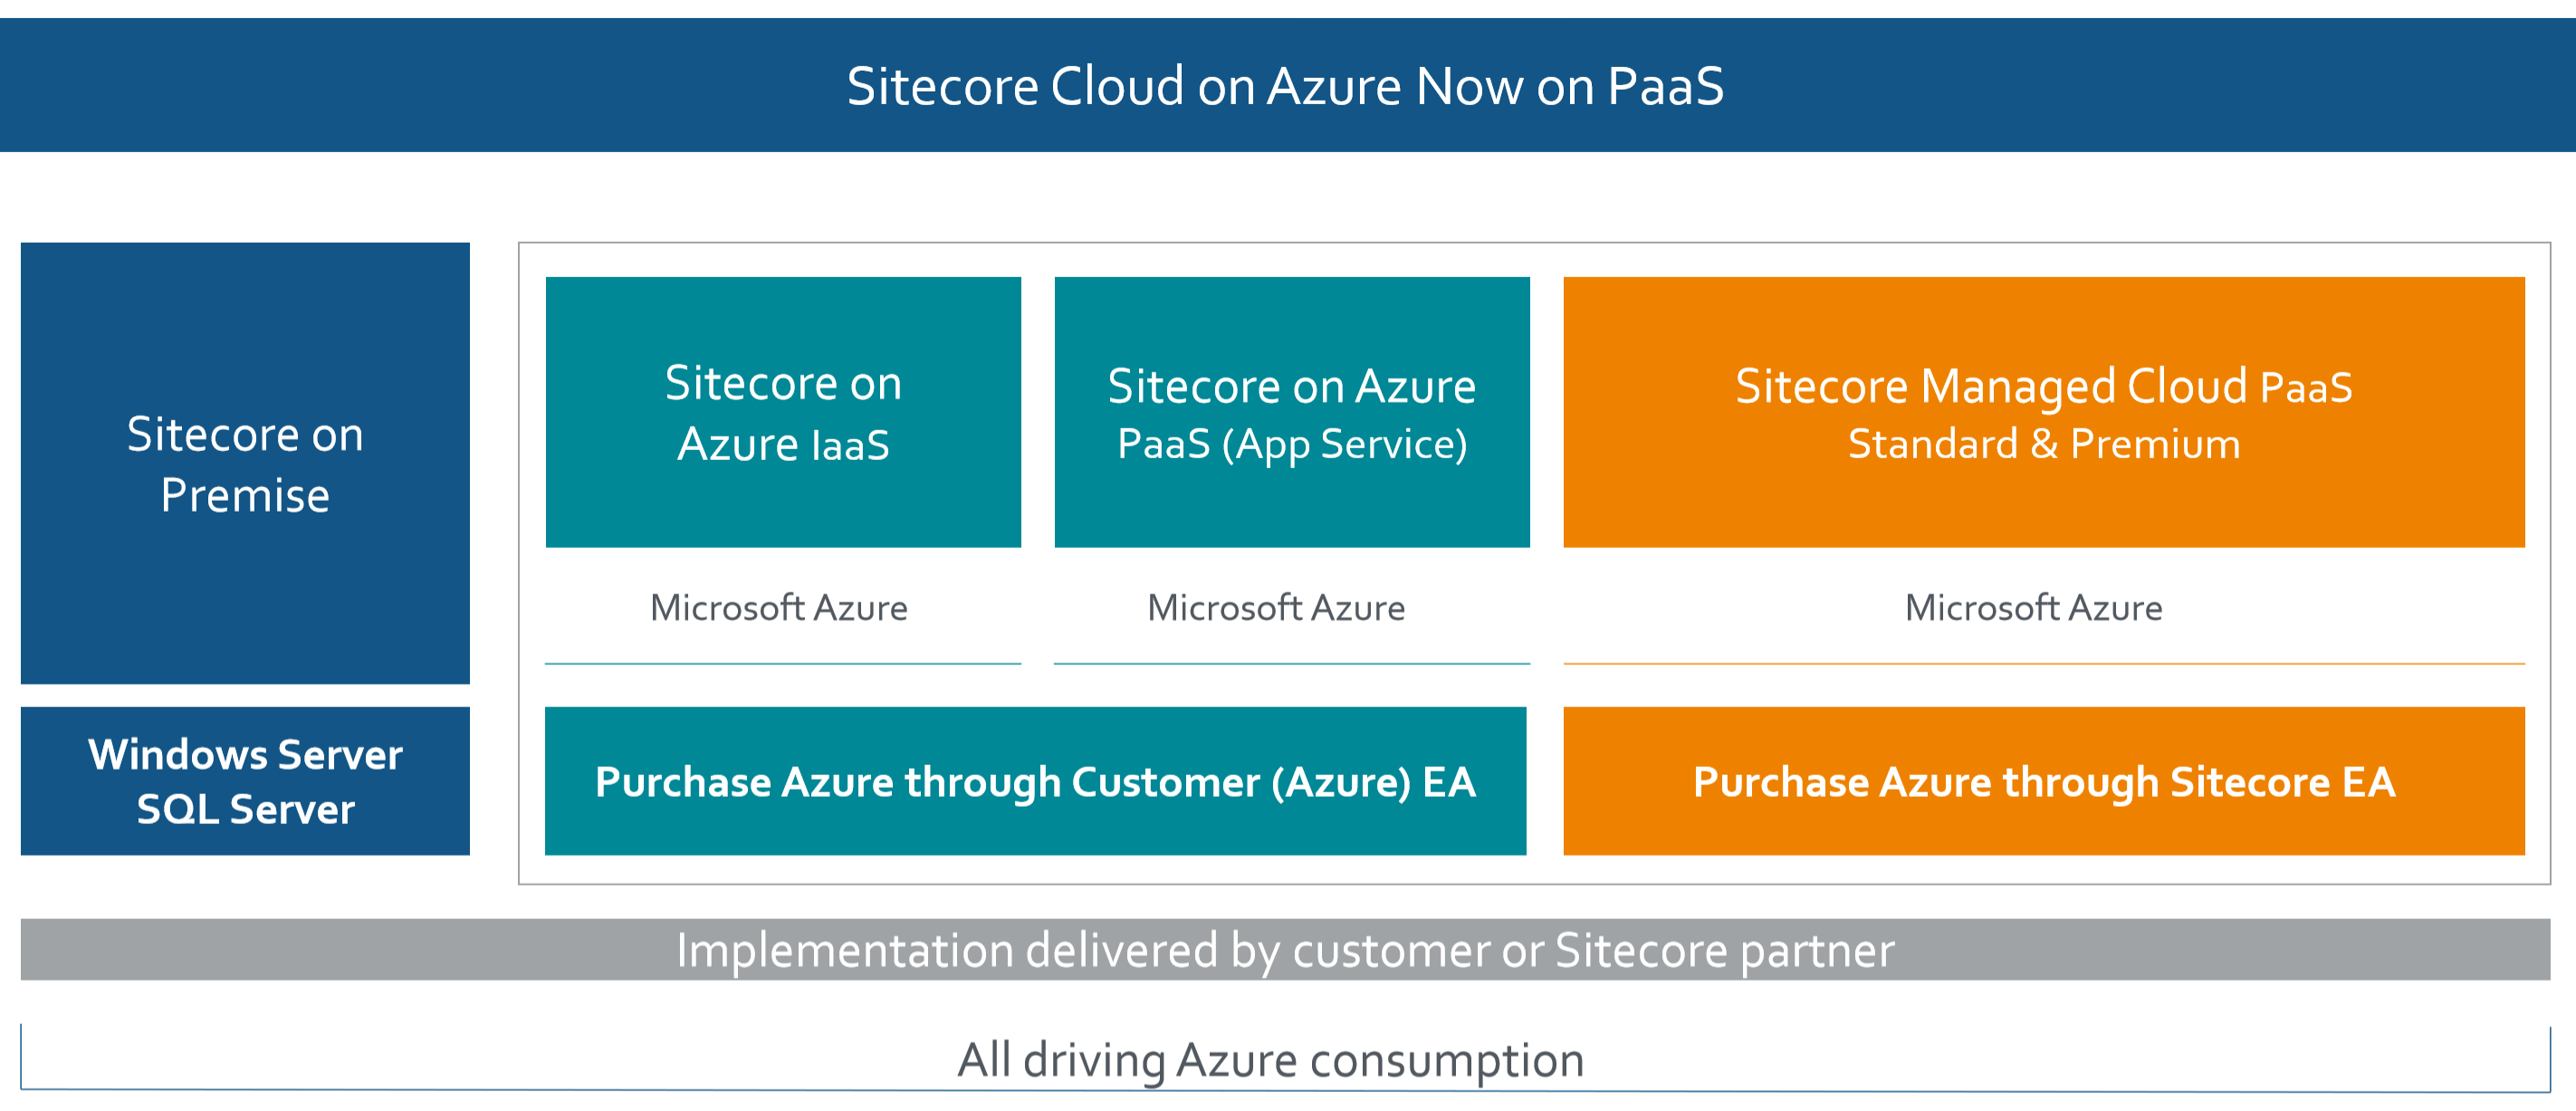 Sitecore Cloud on Azure Now on PaaS
Sitecore on
Premise
Windows Server
SQL Server
Sitecore on
Azure IaaS
Microsoft Azure
Sitecore on Azure
PaaS (App Service)
Microsoft Azure
Purchase Azure through Customer (Azure) EA
Sitecore Managed Cloud PaaS
Standard & Premium
Microsoft Azure
Purchase Azure through Sitecore EA
Implementation delivered by customer or Sitecore partner
All driving Azure consumption